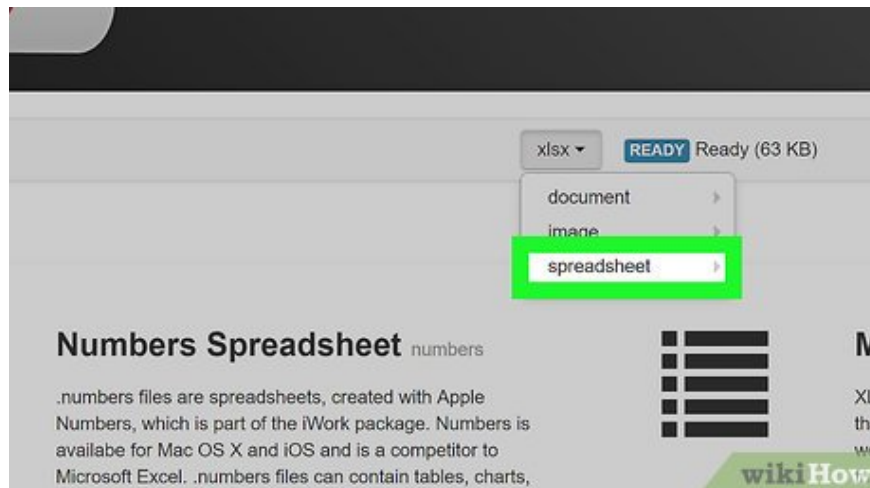 xlsx
READY Ready (63 KB)
document
image
spreadsheet
Numbers Spreadsheet numbers
.numbers files are spreadsheets, created with Apple
Numbers, which is part of the iWork package. Numbers is
availabe for Mac OS X and iOS and is a competitor to
Microsoft Excel. .numbers files can contain tables, charts,
wikiHow